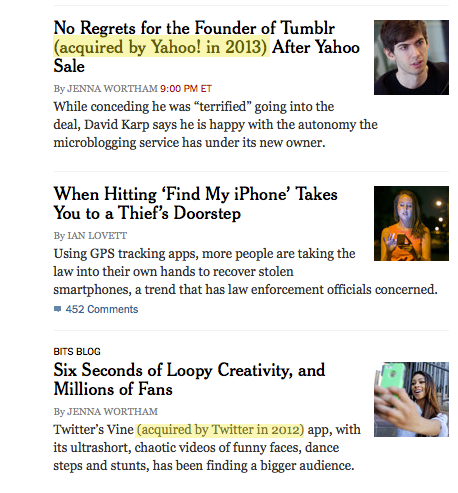 No Regrets for the Founder of Tumblr
(acquired by Yahoo! in 2013) After Yahoo
Sale
By JENNA WORTHAM 9:00 PM ET
While conceding he was “terrified” going into the
deal, David Karp says he is happy with the autonomy the
microblogging service has under its new owner.
When Hitting ‘Find My iPhone’ Takes
You to a Thief’s Doorstep
By IAN LOVETT
Using GPS tracking apps, more people are taking the
law into their own hands to recover stolen
smartphones, a trend that has law enforcement officials concerned.
452 Comments
BITS BLOG
Six Seconds of Loopy Creativity, and
Millions of Fans
By JENNA WORTHAM
Twitter’s Vine (acquired by Twitter in 2012) app, with
its ultrashort, chaotic videos of funny faces, dance
steps and stunts, has been finding a bigger audience.